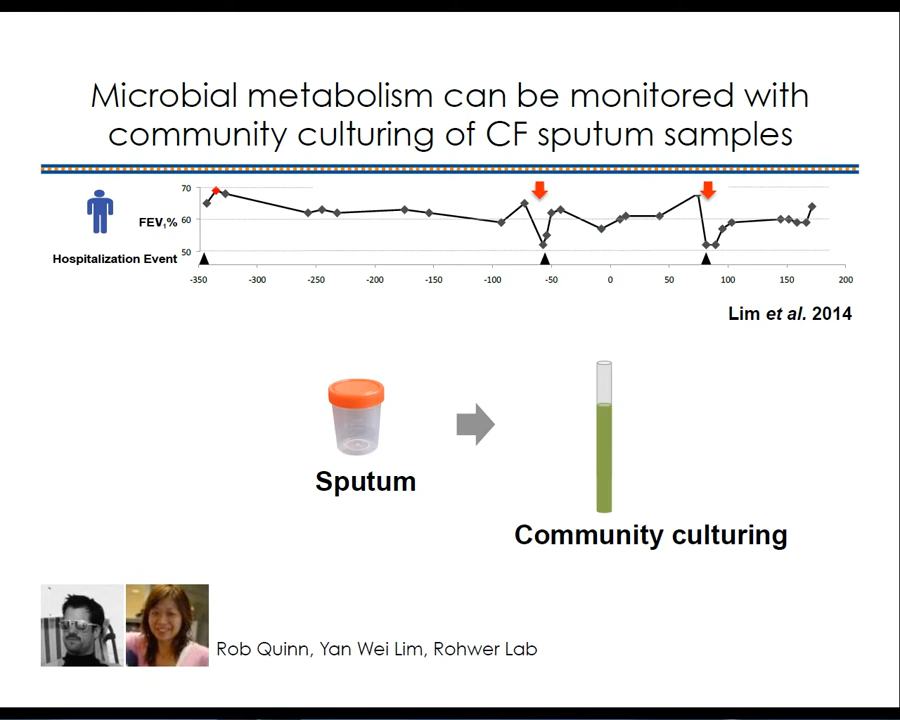 Microbial metabolism can be monitored with
community culturing of CF sputum samples
70
FEV1% 60
50
Hospitalization Event
-350 -300 -250 -200 -150 -100 -50 0 50 100 150 200
Lim et al. 2014
Sputum
Community culturing
Rob Quinn, Yan Wei Lim, Rohwer Lab